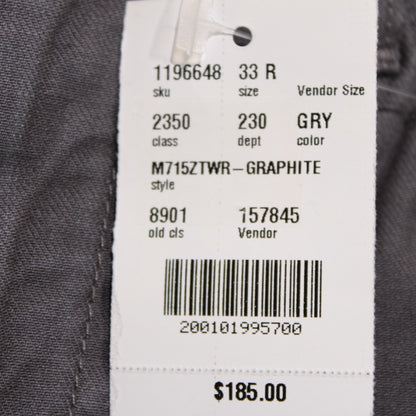 1196648 33 R
sku size Vendor Size
2350 230 GRY
class dept color
M715ZTWR-GRAPHITE
style
8901 157845
old cls Vendor
200101995700
$185.00